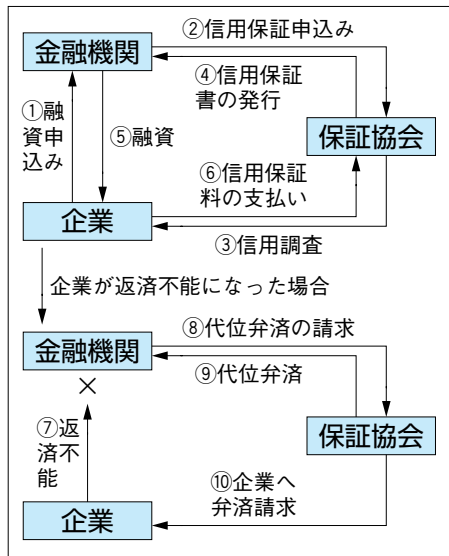 ②信用保証申込み
金融機関
④信用保証
書の発行
①融
資申
込み
⑤融資
保証協会
⑥信用保証
料の支払い
企業
③信用調査
企業が返済不能になった場合
金融機関
⑧代位弁済の請求
⑨代位弁済
×
⑦返
済不
能
保証協会
⑩企業へ
弁済請求
企業